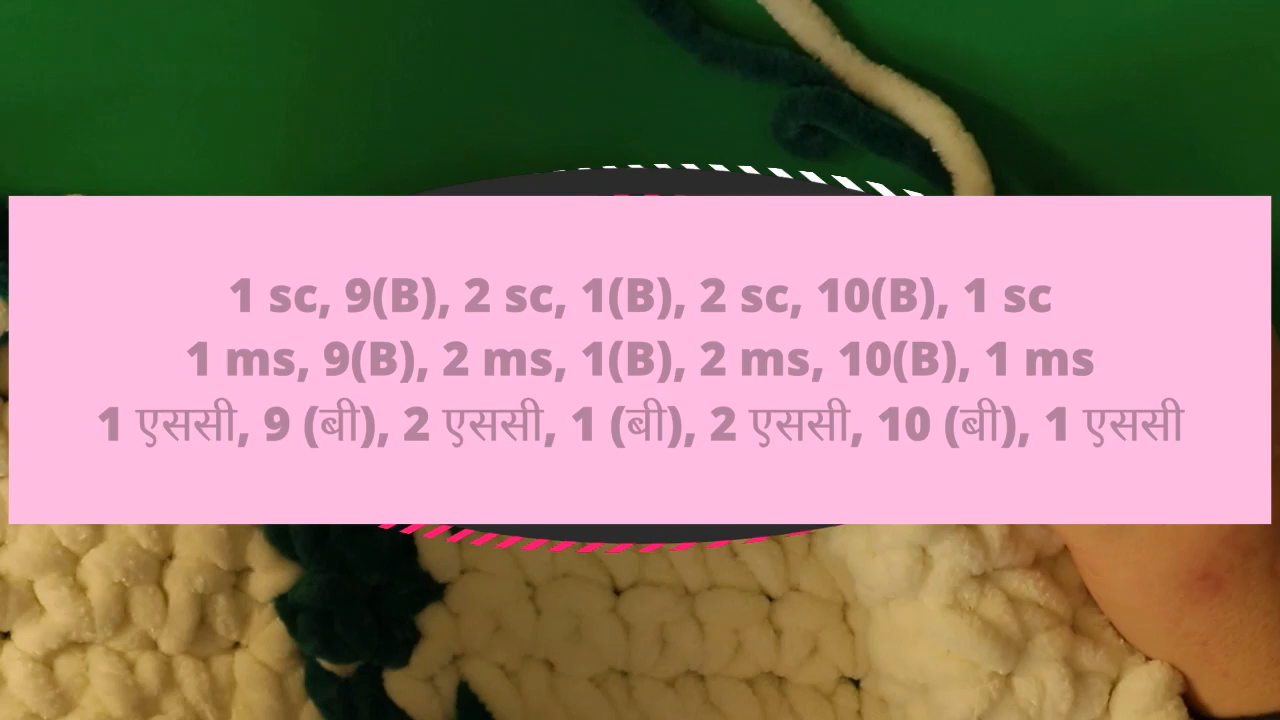 1 sc, 9(B), 2 sc, 1(B), 2 sc, 10(B), 1 sc
1 ms, 9(B), 2 ms, 1(B), 2 ms, 10(B), 1 ms
1 एससी, 9 (बी), 2 एससी, 1 (बी), 2 एससी, 10 (बी), 1 एससी